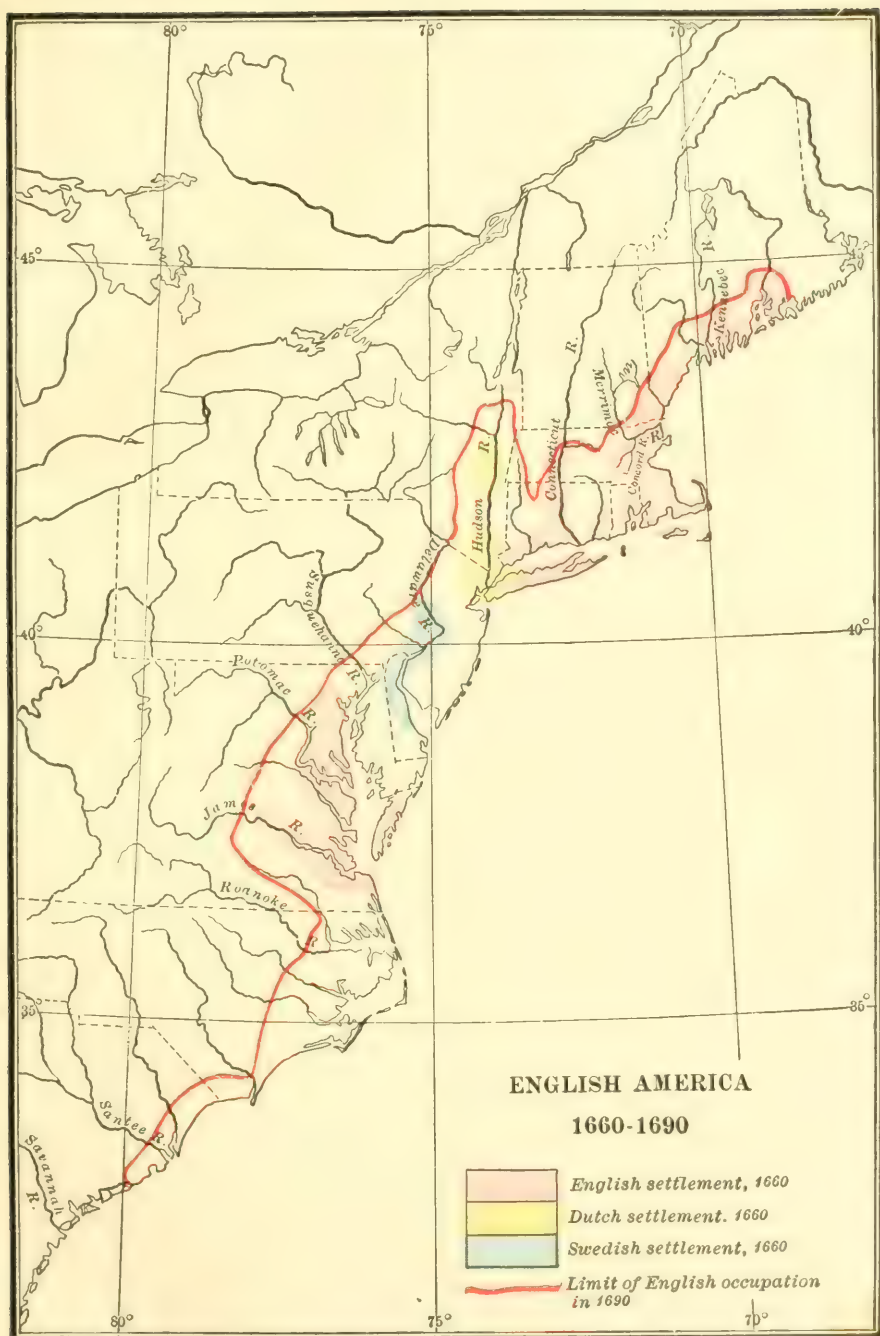 80°
75°
70°
45°
45°
Kennebec R.
Merrimac
Connecticut R.
Concord R.
Hudson R.
Delaware R.
Susquehanna R.
40°
40°
Potomac R.
James R.
Roanoke R.
35°
35°
Santee R.
Savannah R.
ENGLISH AMERICA
1660-1690
English settlement, 1660
Dutch settlement. 1660
Swedish settlement, 1660
Limit of English occupation
in 1690
80°
75°
70°